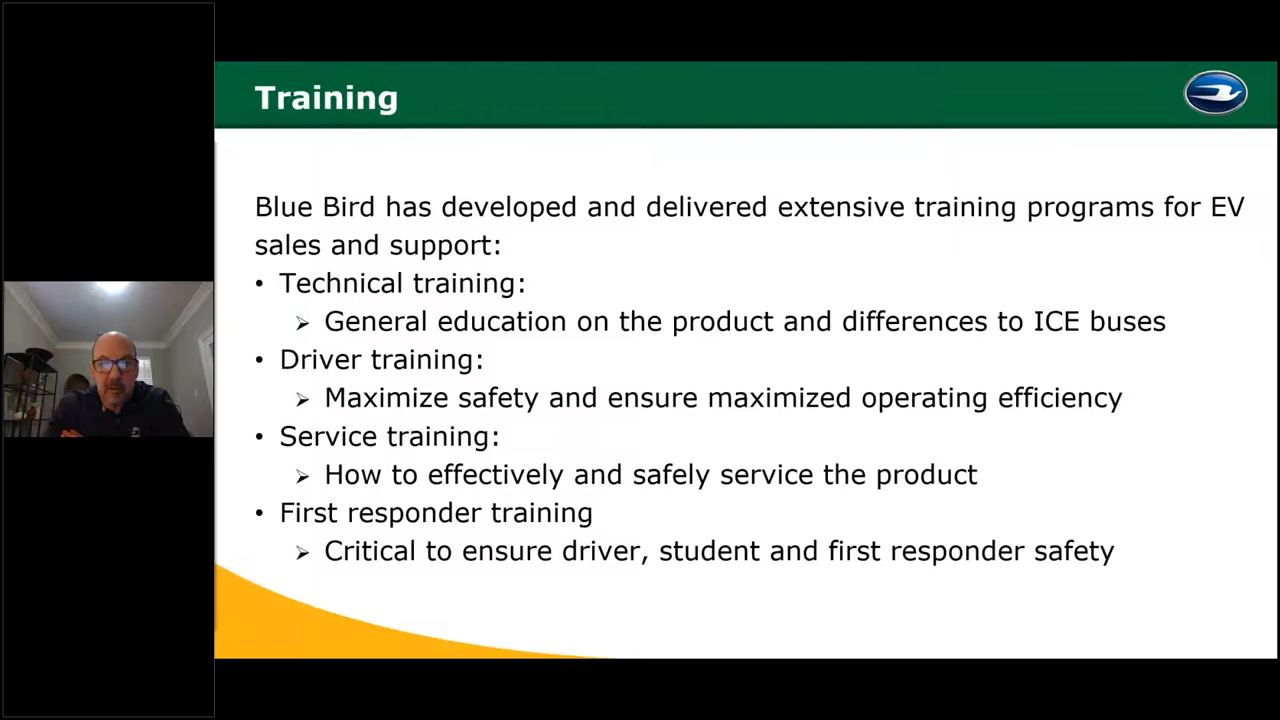 Training
Blue Bird has developed and delivered extensive training programs for EV
sales and support:
• Technical training:
➢ General education on the product and differences to ICE buses
• Driver training:
➢ Maximize safety and ensure maximized operating efficiency
• Service training:
➢ How to effectively and safely service the product
• First responder training
➢ Critical to ensure driver, student and first responder safety